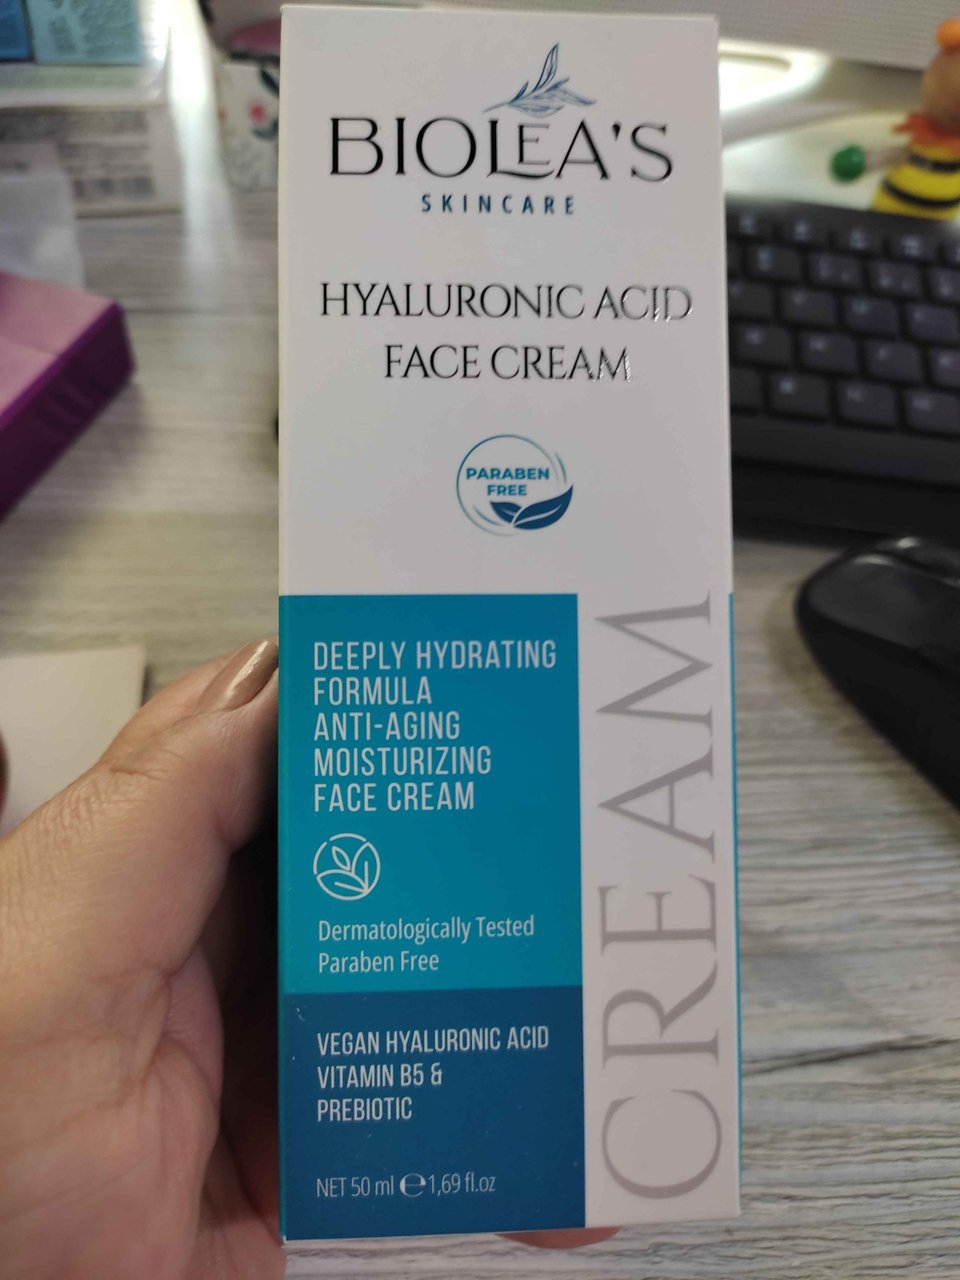 BIOLEA'S
SKINCARE
HYALURONIC ACID
FACE CREAM
PARABEN
FREE
DEEPLY HYDRATING
FORMULA
ANTI-AGING
MOISTURIZING
FACE CREAM
Dermatologically Tested
Paraben Free
VEGAN HYALURONIC ACID
VITAMIN B5 &
PREBIOTIC
NET 50 ml ℮ 1,69 fl.oz
CREAM